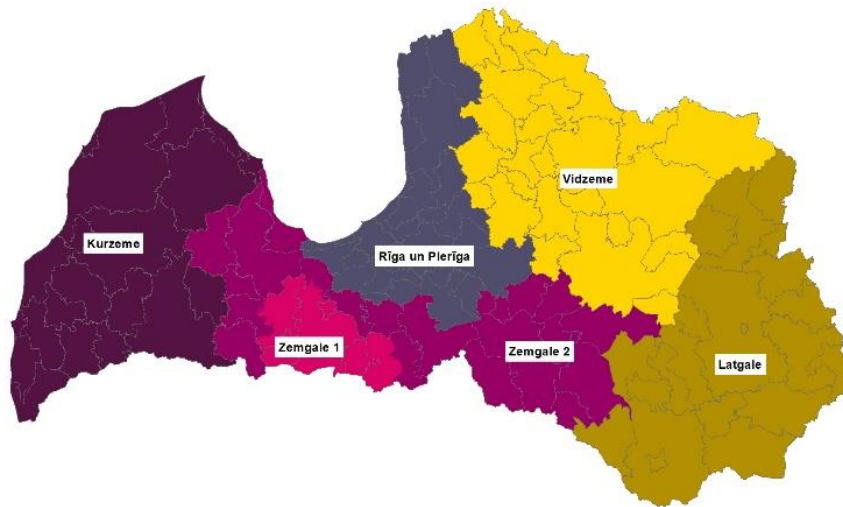 Vidzeme
Kurzeme
Rīga un Pierīga
Zemgale 1
Zemgale 2
Latgale